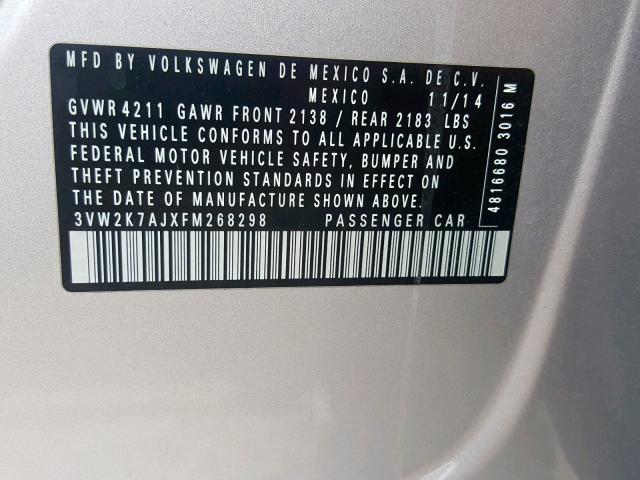 MFD BY VOLKSWAGEN DE MEXICO S.A. DE C.V.
MEXICO 11/14
GVWR 4211 GAWR FRONT 2138 / REAR 2183 LBS
THIS VEHICLE CONFORMS TO ALL APPLICABLE U.S.
FEDERAL MOTOR VEHICLE SAFETY, BUMPER AND
THEFT PREVENTION STANDARDS IN EFFECT ON
THE DATE OF MANUFACTURE SHOWN ABOVE.
3VW2K7AJXFM268298 PASSENGER CAR
4816680 3016 M